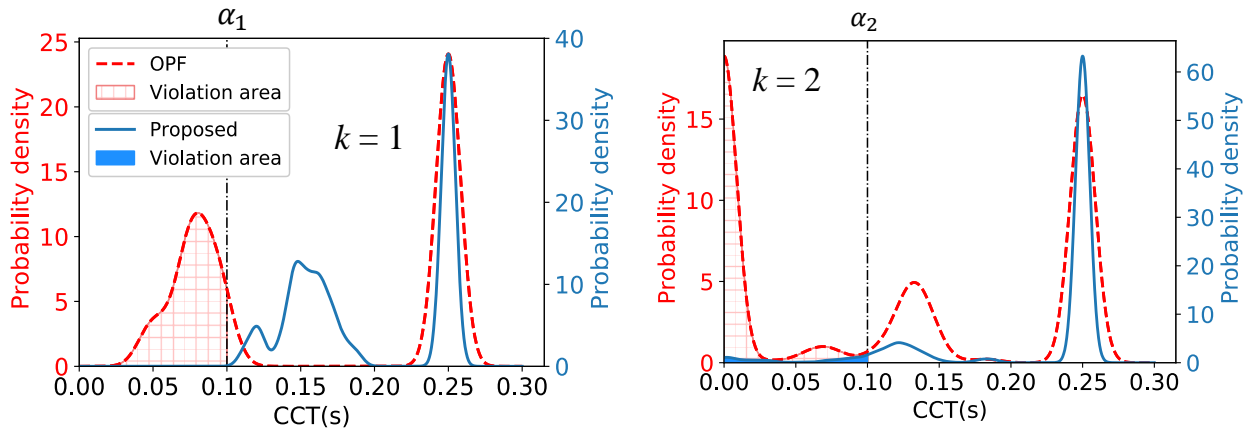 α₁
25
20
15
10
5
0
Probability density
OPF
Violation area
Proposed
Violation area
k = 1
40
30
20
10
0
Probability density
0.00 0.05 0.10 0.15 0.20 0.25 0.30
CCT(s)
α₂
15
10
5
0
Probability density
k = 2
60
50
40
30
20
10
0
Probability density
0.00 0.05 0.10 0.15 0.20 0.25 0.30
CCT(s)